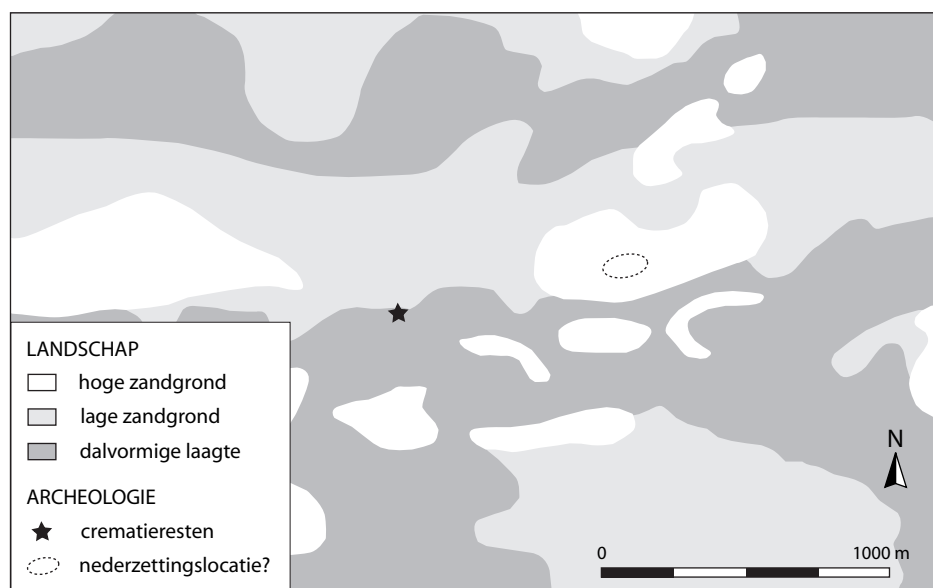 LANDSCHAP
hoge zandgrond
lage zandgrond
dalvormige laagte
ARCHEOLOGIE
crematieresten
nederzettingslocatie?
N
0 1000 m